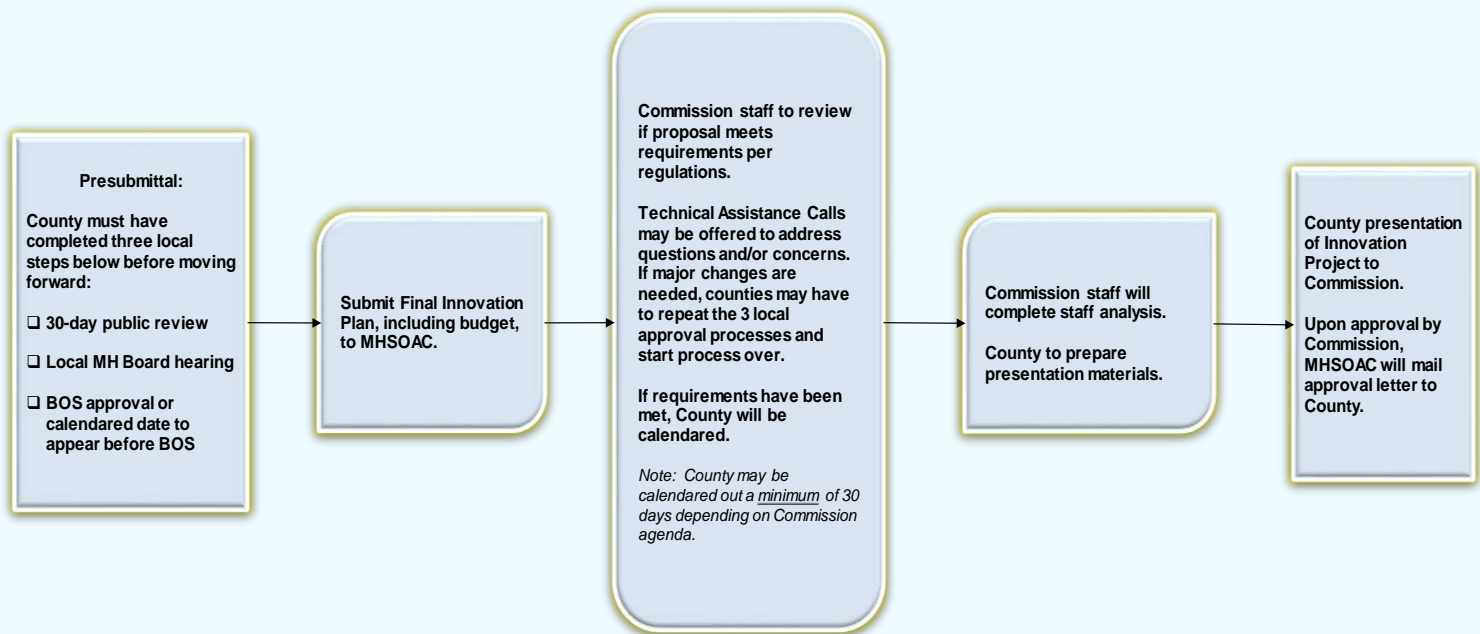 Presubmittal:
County must have
completed three local
steps below before moving
forward:
❑ 30-day public review
❑ Local MH Board hearing
❑ BOS approval or
calendared date to
appear before BOS
Submit Final Innovation
Plan, including budget,
to MHSOAC.
Commission staff to review
if proposal meets
requirements per
regulations.
Technical Assistance Calls
may be offered to address
questions and/or concerns.
If major changes are
needed, counties may have
to repeat the 3 local
approval processes and
start process over.
If requirements have been
met, County will be
calendared.
Note: County may be
calendared out a minimum of 30
days depending on Commission
agenda.
Commission staff will
complete staff analysis.
County to prepare
presentation materials.
County presentation
of Innovation
Project to
Commission.
Upon approval by
Commission,
MHSOAC will mail
approval letter to
County.